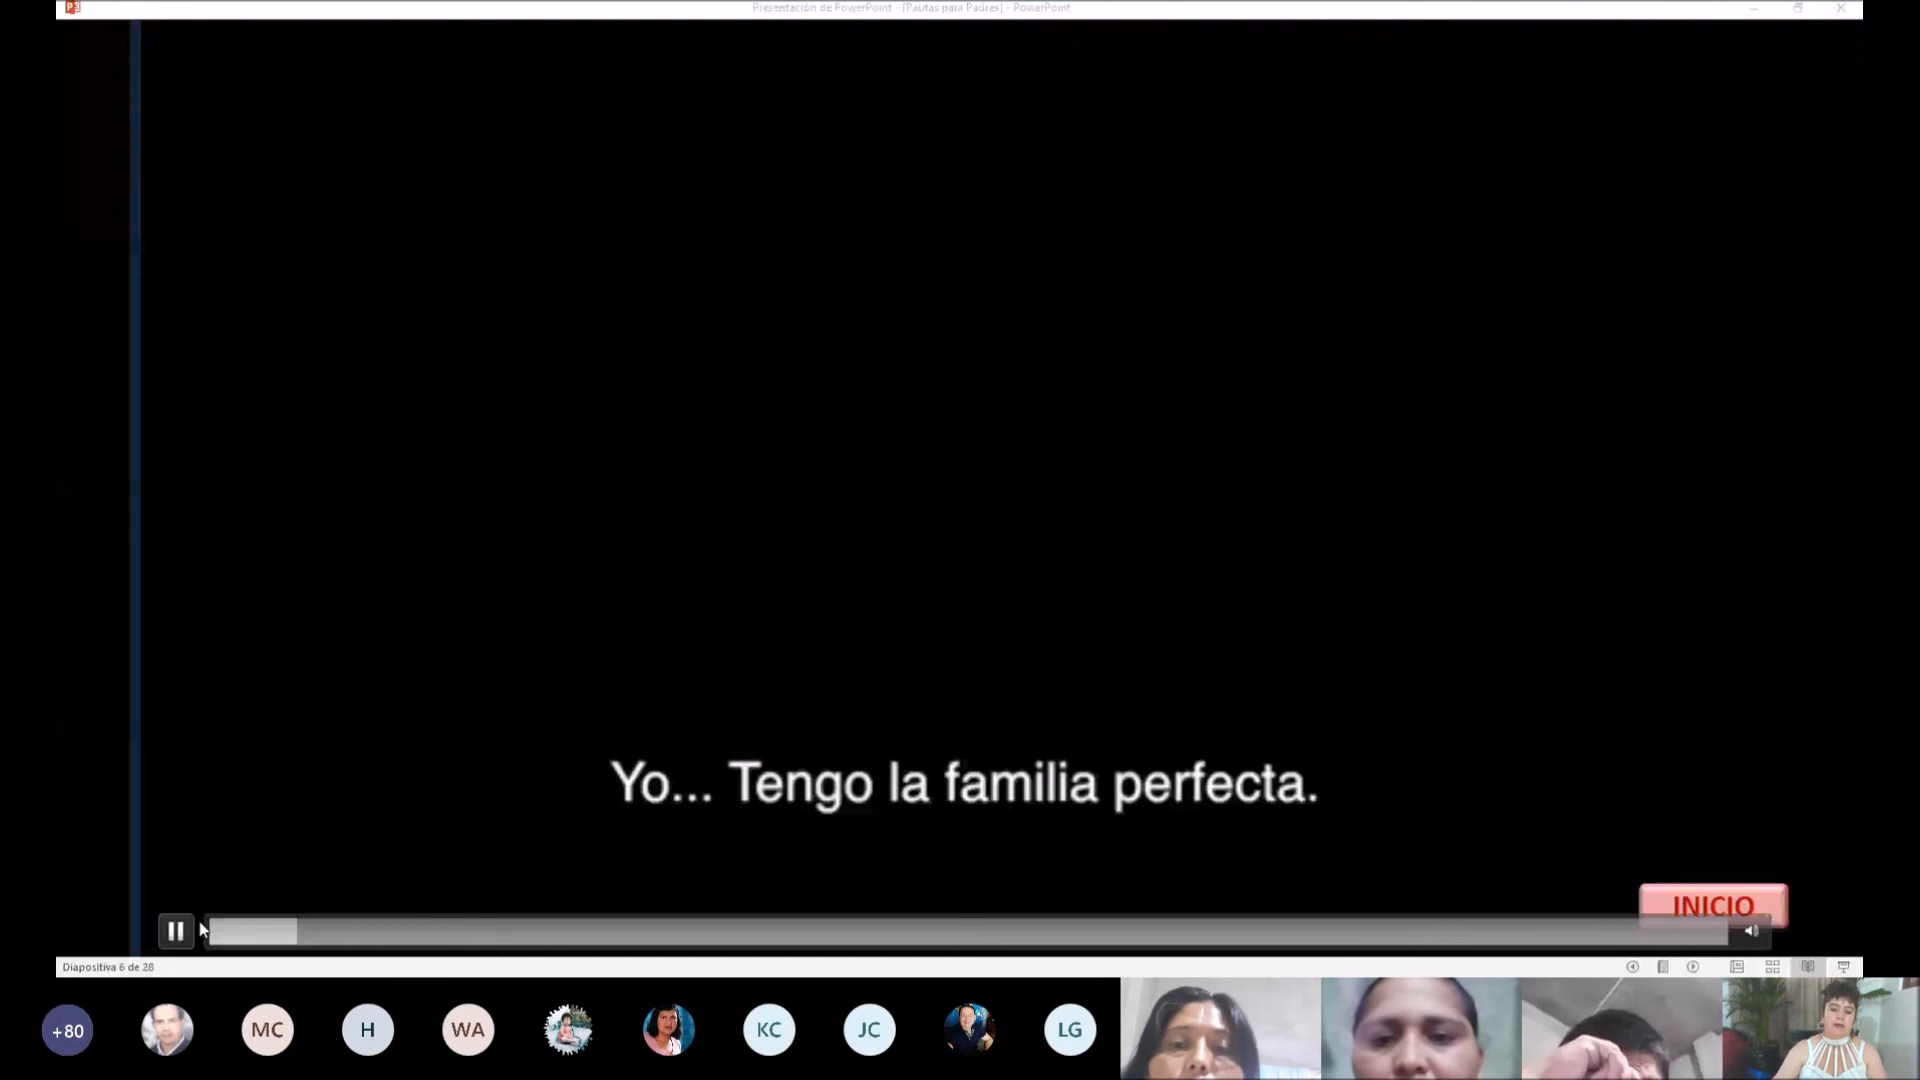 Presentación de PowerPoint - [Pautas para Padres] - PowerPoint
Yo... Tengo la familia perfecta.
INICIO
Diapositiva 6 de 28
+80
MC
H
WA
KC
JC
LG